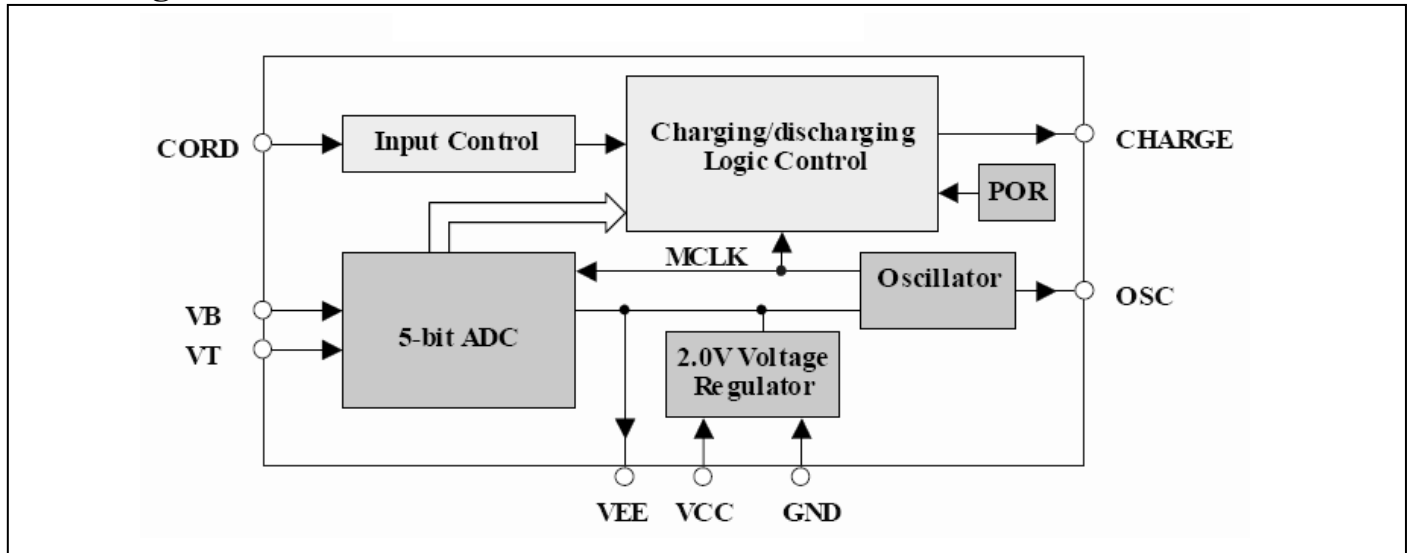 CORD
Input Control
Charging/discharging
Logic Control
CHARGE
POR
MCLK
Oscillator
OSC
VB
VT
5-bit ADC
2.0V Voltage
Regulator
VEE
VCC
GND